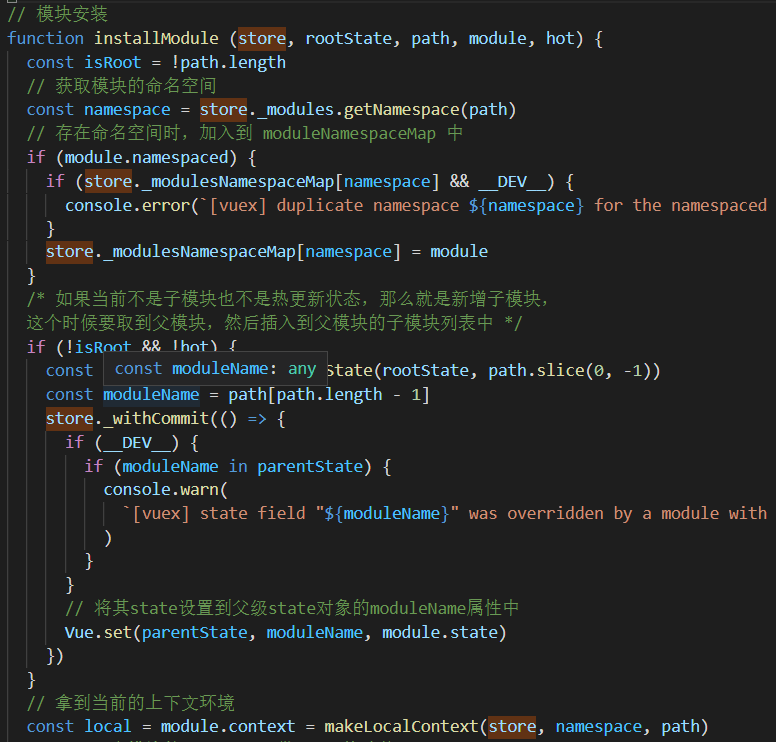 // 模块安装
function installModule (store, rootState, path, module, hot) {
const isRoot = !path.length
// 获取模块的命名空间
const namespace = store._modules.getNamespace(path)
// 存在命名空间时，加入到 moduleNamespaceMap 中
if (module.namespaced) {
if (store._modulesNamespaceMap[namespace] && __DEV__) {
console.error(`[vuex] duplicate namespace ${namespace} for the namespaced
}
store._modulesNamespaceMap[namespace] = module
}
/* 如果当前不是子模块也不是热更新状态，那么就是新增子模块，
这个时候要取到父模块，然后插入到父模块的子模块列表中 */
if (!isRoot && !hot) {
const const moduleName: any State(rootState, path.slice(0, -1))
const moduleName = path[path.length - 1]
store._withCommit(() => {
if (__DEV__) {
if (moduleName in parentState) {
console.warn(
`[vuex] state field "${moduleName}" was overridden by a module with
)
}
}
// 将其state设置到父级state对象的moduleName属性中
Vue.set(parentState, moduleName, module.state)
})
}
// 拿到当前的上下文环境
const local = module.context = makeLocalContext(store, namespace, path)